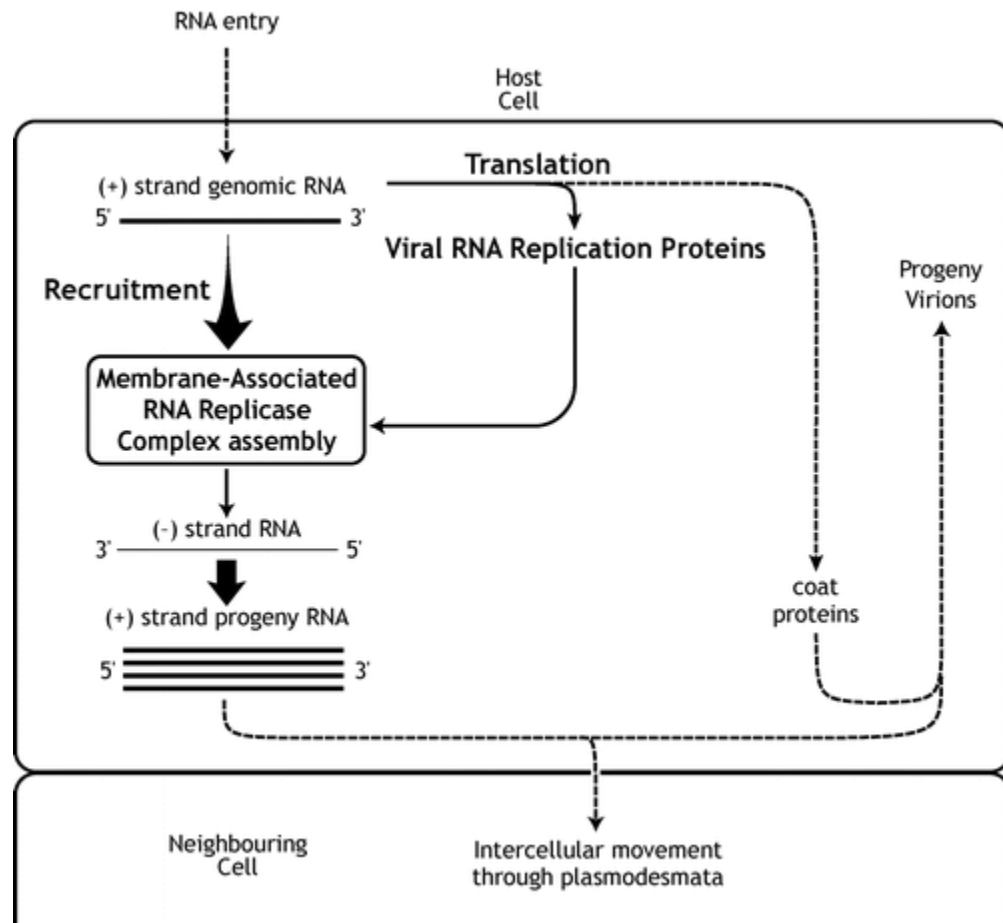 RNA entry
Host
Cell
Translation
(+) strand genomic RNA
5' 3'
Viral RNA Replication Proteins
Progeny
Virions
Recruitment
Membrane-Associated
RNA Replicase
Complex assembly
(-) strand RNA
3' 5'
coat
proteins
(+) strand progeny RNA
5' 3'
Neighbouring
Cell
Intercellular movement
through plasmodesmata